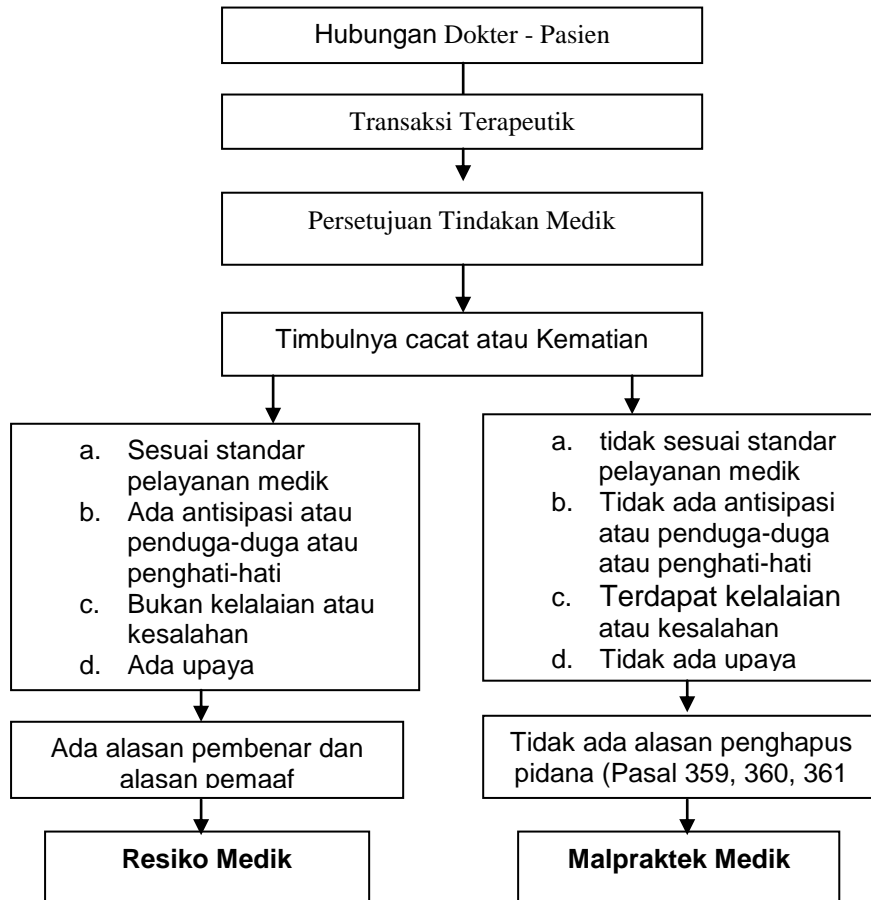 Hubungan Dokter - Pasien
Transaksi Terapeutik
Persetujuan Tindakan Medik
Timbulnya cacat atau Kematian
a. Sesuai standar
pelayanan medik
b. Ada antisipasi atau
penduga-duga atau
penghati-hati
c. Bukan kelalaian atau
kesalahan
d. Ada upaya
a. tidak sesuai standar
pelayanan medik
b. Tidak ada antisipasi
atau penduga-duga
atau penghati-hati
c. Terdapat kelalaian
atau kesalahan
d. Tidak ada upaya
Ada alasan pembenar dan
alasan pemaaf
Tidak ada alasan penghapus
pidana (Pasal 359, 360, 361
Resiko Medik
Malpraktek Medik